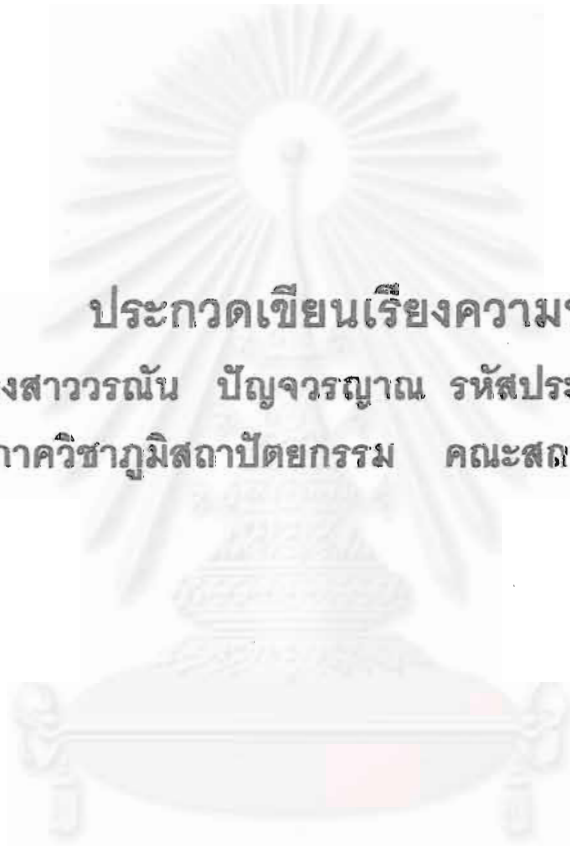 ประกวดเขียนเรียงความ
งสาววรณัน ปัญจวรญาณ รหัสประ
าควิชาภูมิสถาปัตยกรรม คณะสถ